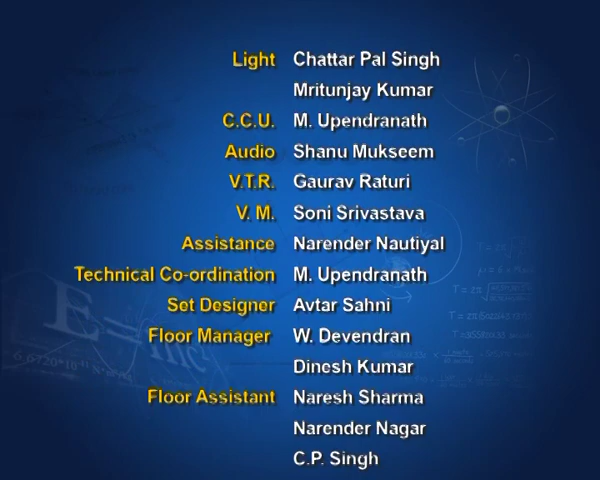 Light Chattar Pal Singh
Mritunjay Kumar
C.C.U. M. Upendranath
Audio Shanu Mukseem
V.T.R. Gaurav Raturi
V. M. Soni Srivastava
Assistance Narender Nautiyal
Technical Co-ordination M. Upendranath
Set Designer Avtar Sahni
Floor Manager W. Devendran
Dinesh Kumar
Floor Assistant Naresh Sharma
Narender Nagar
C.P. Singh
E=mc²